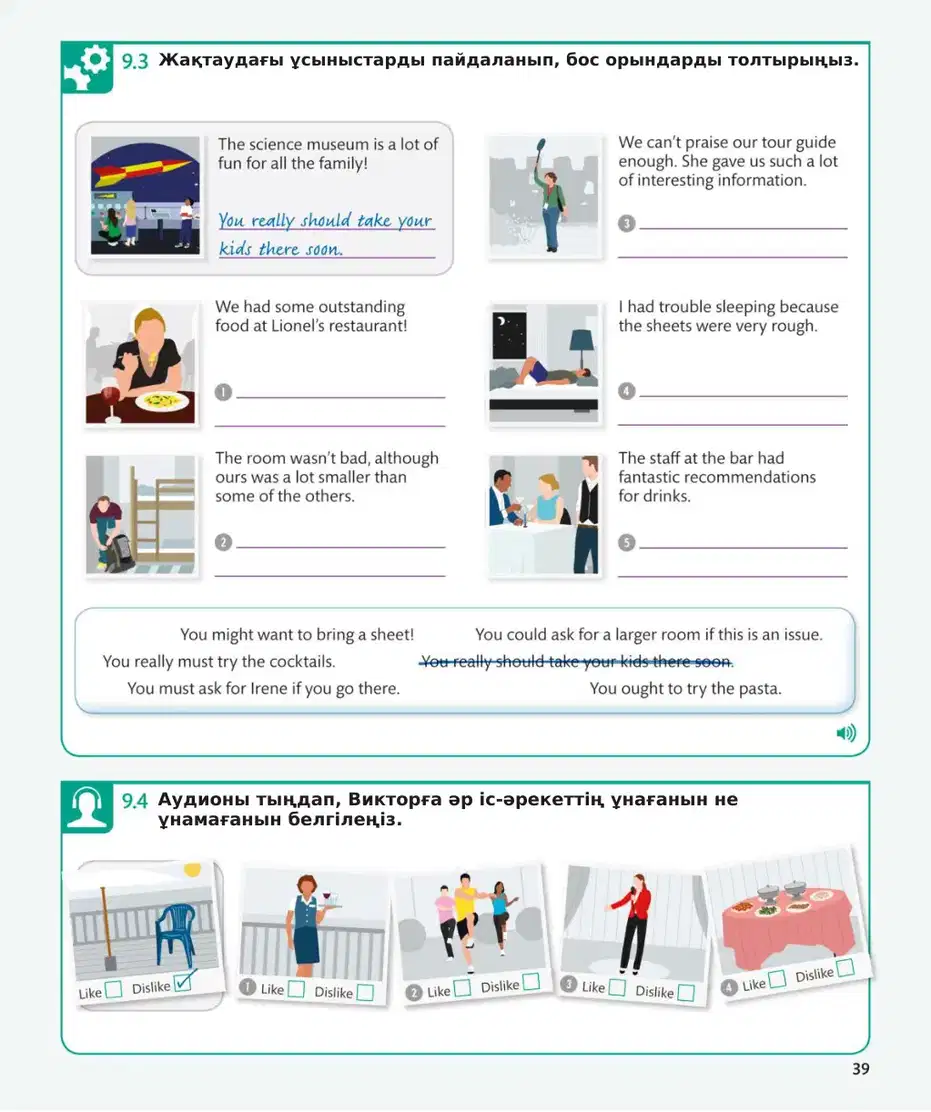 9.3 Жақтаудағы ұсыныстарды пайдаланып, бос орындарды толтырыңыз.
The science museum is a lot of
fun for all the family!
You really should take your
kids there soon.
We can't praise our tour guide
enough. She gave us such a lot
of interesting information.
3
We had some outstanding
food at Lionel's restaurant!
1
I had trouble sleeping because
the sheets were very rough.
4
The room wasn't bad, although
ours was a lot smaller than
some of the others.
2
The staff at the bar had
fantastic recommendations
for drinks.
5
You might want to bring a sheet! You could ask for a larger room if this is an issue.
You really must try the cocktails. You really should take your kids there soon.
You must ask for Irene if you go there. You ought to try the pasta.
9.4 Аудионы тыңдап, Викторға әр іс-әрекеттің ұнағанын не
ұнамағанын белгілеңіз.
Like Dislike
1 Like Dislike
2 Like Dislike
3 Like Dislike
4 Like Dislike
39